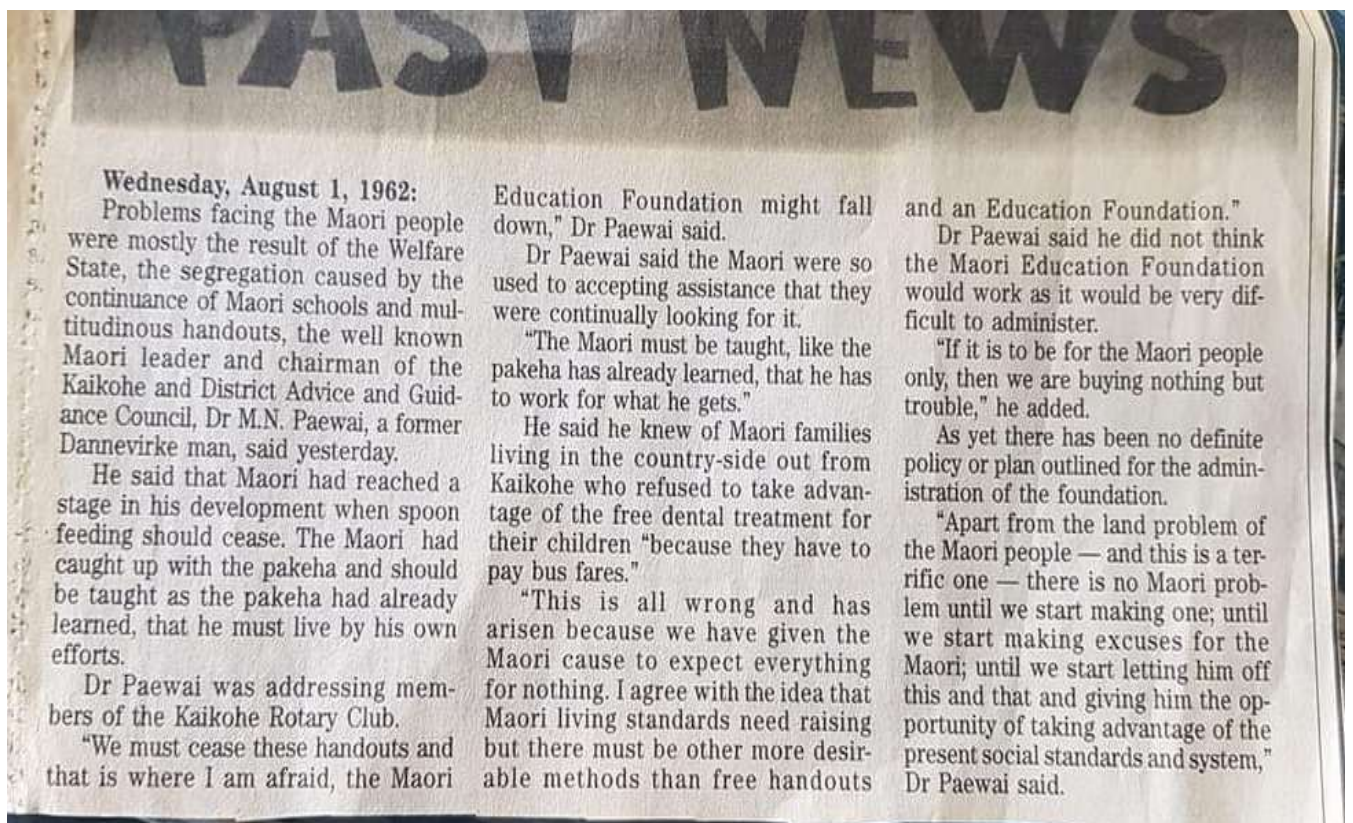 PAST NEWS
Wednesday, August 1, 1962:
Problems facing the Maori people
were mostly the result of the Welfare
State, the segregation caused by the
continuance of Maori schools and mul-
titudinous handouts, the well known
Maori leader and chairman of the
Kaikohe and District Advice and Guid-
ance Council, Dr M.N. Paewai, a former
Dannevirke man, said yesterday.
He said that Maori had reached a
stage in his development when spoon
feeding should cease. The Maori had
caught up with the pakeha and should
be taught as the pakeha had already
learned, that he must live by his own
efforts.
Dr Paewai was addressing mem-
bers of the Kaikohe Rotary Club.
"We must cease these handouts and
that is where I am afraid, the Maori
Education Foundation might fall
down," Dr Paewai said.
Dr Paewai said the Maori were so
used to accepting assistance that they
were continually looking for it.
"The Maori must be taught, like the
pakeha has already learned, that he has
to work for what he gets."
He said he knew of Maori families
living in the country-side out from
Kaikohe who refused to take advan-
tage of the free dental treatment for
their children "because they have to
pay bus fares."
"This is all wrong and has
arisen because we have given the
Maori cause to expect everything
for nothing. I agree with the idea that
Maori living standards need raising
but there must be other more desir-
able methods than free handouts
and an Education Foundation."
Dr Paewai said he did not think
the Maori Education Foundation
would work as it would be very dif-
ficult to administer.
"If it is to be for the Maori people
only, then we are buying nothing but
trouble," he added.
As yet there has been no definite
policy or plan outlined for the admin-
istration of the foundation.
"Apart from the land problem of
the Maori people — and this is a ter-
rific one — there is no Maori prob-
lem until we start making one; until
we start making excuses for the
Maori; until we start letting him off
this and that and giving him the op-
portunity of taking advantage of the
present social standards and system,"
Dr Paewai said.